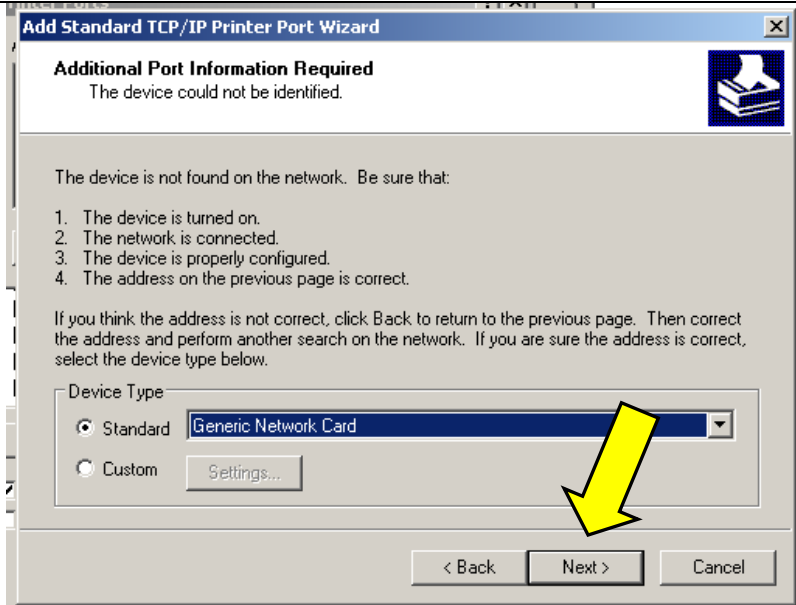 Add Standard TCP/IP Printer Port Wizard
Additional Port Information Required
The device could not be identified.
The device is not found on the network. Be sure that:
1. The device is turned on.
2. The network is connected.
3. The device is properly configured.
4. The address on the previous page is correct.
If you think the address is not correct, click Back to return to the previous page. Then correct
the address and perform another search on the network. If you are sure the address is correct,
select the device type below.
Device Type
Standard Generic Network Card
Custom Settings...
< Back Next > Cancel